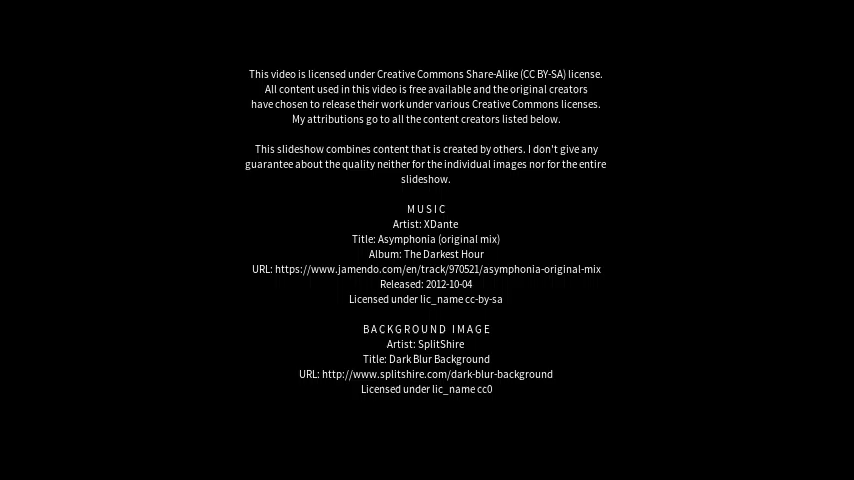 This video is licensed under Creative Commons Share-Alike (CC BY-SA) license.
All content used in this video is free available and the original creators
have chosen to release their work under various Creative Commons licenses.
My attributions go to all the content creators listed below.
This slideshow combines content that is created by others. I don't give any
guarantee about the quality neither for the individual images nor for the entire
slideshow.
MUSIC
Artist: XDante
Title: Asymphonia (original mix)
Album: The Darkest Hour
URL: https://www.jamendo.com/en/track/970521/asymphonia-original-mix
Released: 2012-10-04
Licensed under lic_name cc-by-sa
BACKGROUND IMAGE
Artist: SplitShire
Title: Dark Blur Background
URL: http://www.splitshire.com/dark-blur-background
Licensed under lic_name cc0